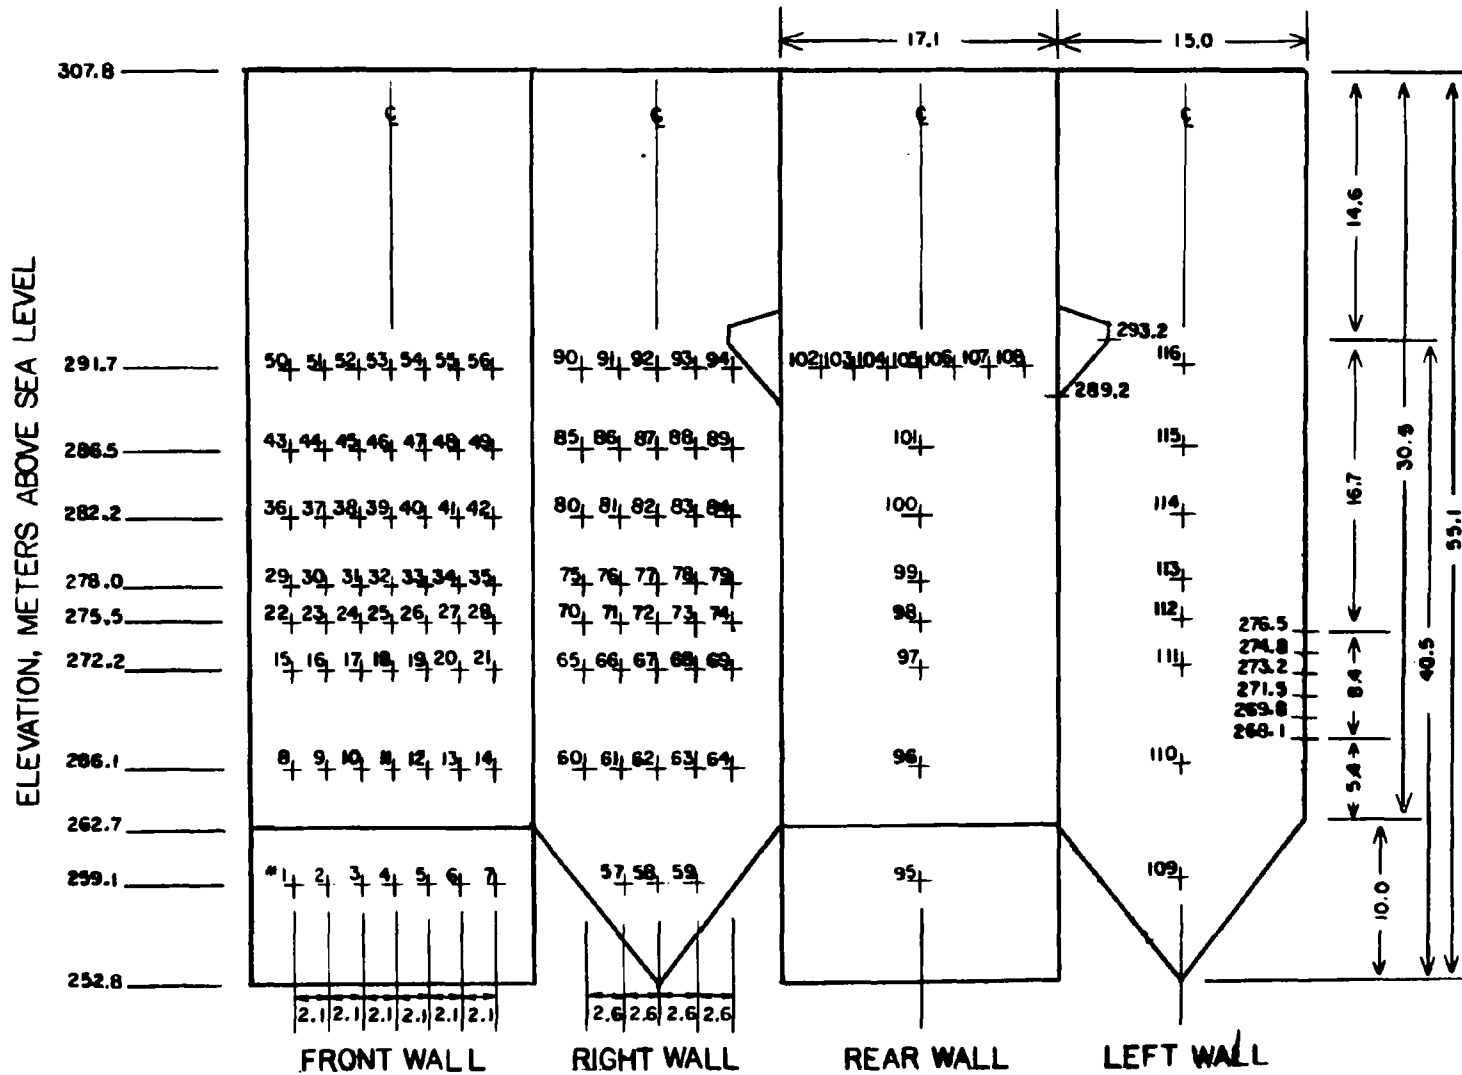 17.1 15.0
307.8
℄ ℄ ℄ ℄
14.6
ELEVATION, METERS ABOVE SEA LEVEL
293.2
291.7 50 51 52 53 54 55 56 90 91 92 93 94 102 103 104 105 106 107 108 116
289.2
286.5 43 44 45 46 47 48 49 85 86 87 88 89 101 115
30.5
16.7
282.2 36 37 38 39 40 41 42 80 81 82 83 84 100 114
55.1
278.0 29 30 31 32 33 34 35 75 76 77 78 79 99 113
275.5 22 23 24 25 26 27 28 70 71 72 73 74 98 112
276.5
274.8
272.2 15 16 17 18 19 20 21 65 66 67 68 69 97 111
273.2
40.5
8.4
271.5
269.8
268.1
266.1 8 9 10 11 12 13 14 60 61 62 63 64 96 110
5.4
262.7
259.1 #1 2 3 4 5 6 7 57 58 59 95 109
10.0
252.8
2.1 2.1 2.1 2.1 2.1 2.1 2.6 2.6 2.6 2.6
FRONT WALL RIGHT WALL REAR WALL LEFT WALL